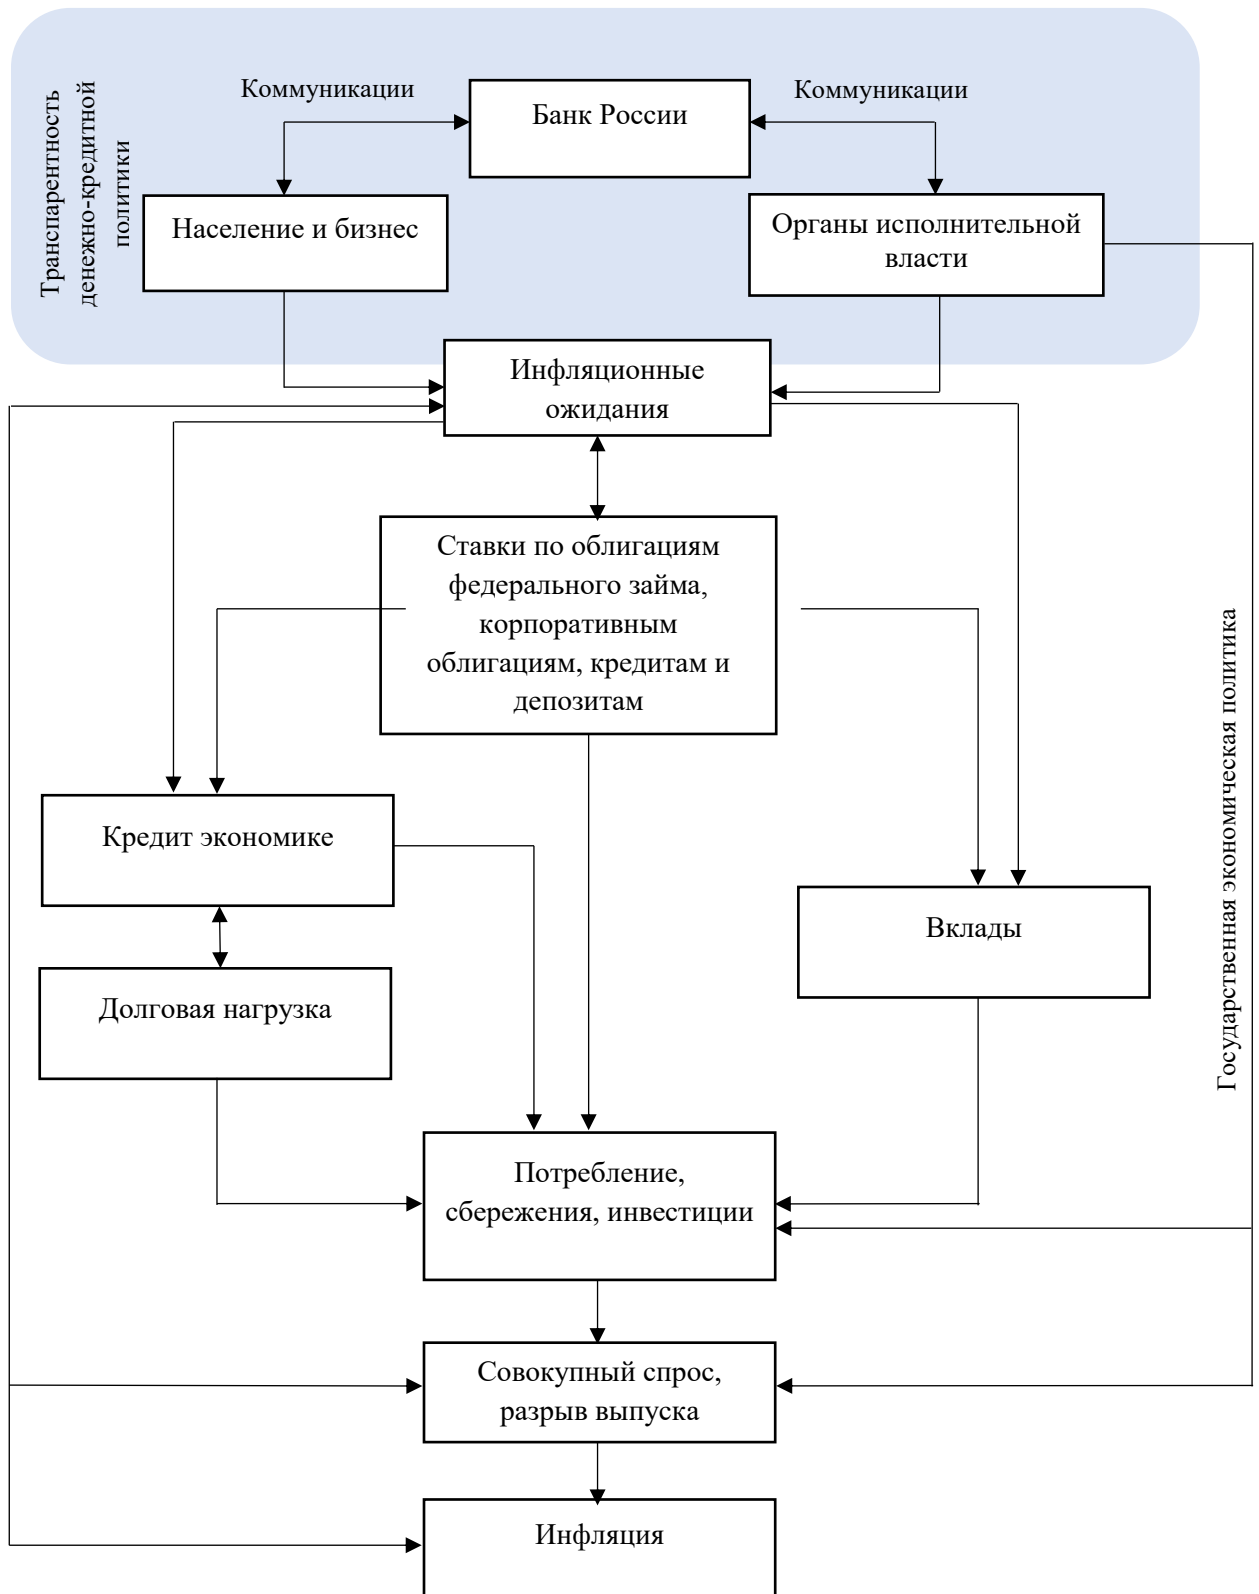 Транспарентность
денежно-кредитной
политики
Коммуникации
Банк России
Коммуникации
Население и бизнес
Органы исполнительной
власти
Инфляционные
ожидания
Ставки по облигациям
федерального займа,
корпоративным
облигациям, кредитам и
депозитам
Государственная экономическая политика
Кредит экономике
Вклады
Долговая нагрузка
Потребление,
сбережения, инвестиции
Совокупный спрос,
разрыв выпуска
Инфляция